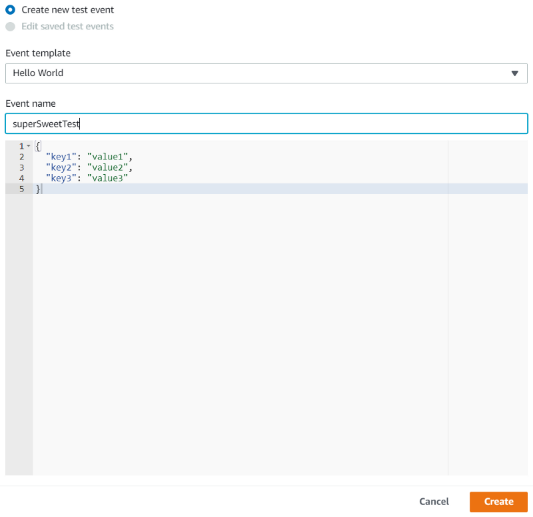 Create new test event
Edit saved test events
Event template
Hello World
Event name
superSweetTest
1 {
2 "key1": "value1",
3 "key2": "value2",
4 "key3": "value3"
5 }
Cancel Create